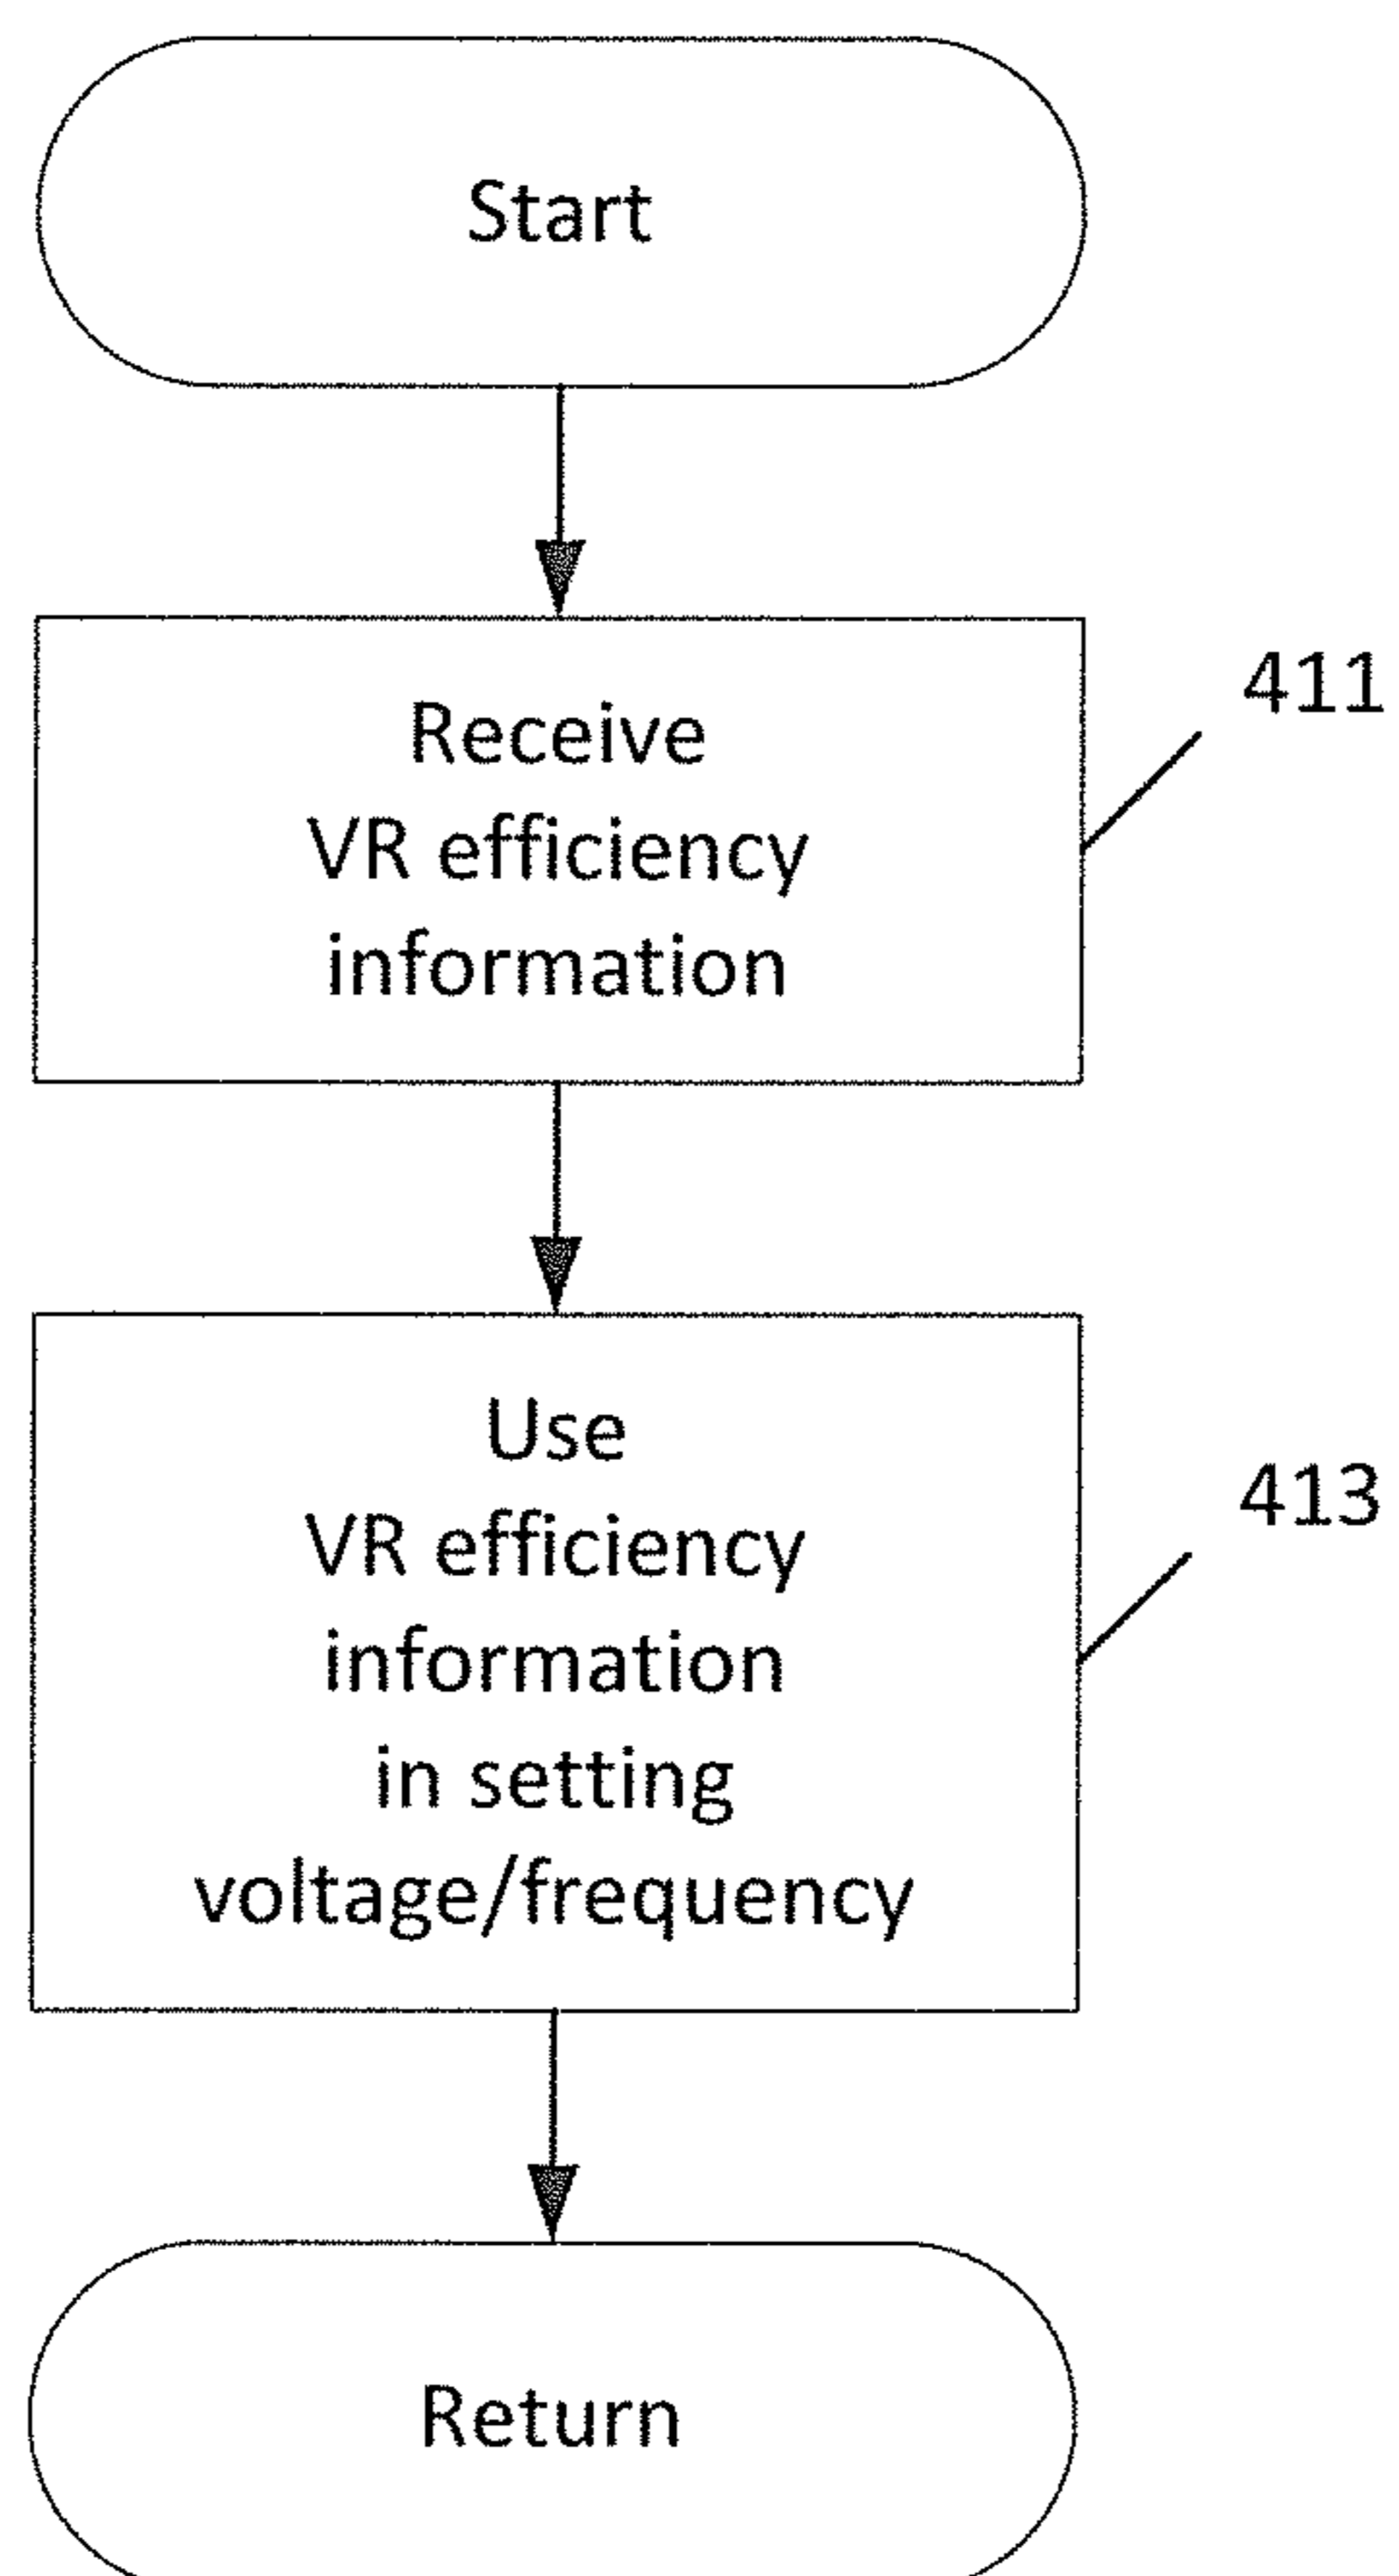 Start
Receive
VR efficiency
information
411
Use
VR efficiency
information
in setting
voltage/frequency
413
Return